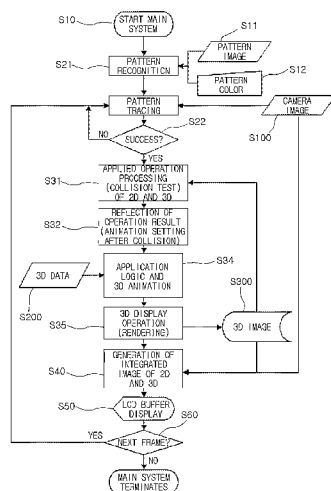 S10
START MAIN
SYSTEM
S11
PATTERN
IMAGE
S21
PATTERN
RECOGNITION
S12
PATTERN
COLOR
PATTERN
TRACING
CAMERA
IMAGE
S100
S22
NO
SUCCESS?
YES
S31
APPLIED OPERATION
PROCESSING
(COLLISION TEST)
OF 2D AND 3D
S32
REFLECTION OF
OPERATION RESULT
(ANIMATION SETTING
AFTER COLLISION)
S34
3D DATA
S200
APPLICATION
LOGIC AND
3D ANIMATION
S300
S35
3D DISPLAY
OPERATION
(RENDERING)
3D IMAGE
S40
GENERATION OF
INTEGRATED
IMAGE OF 2D
AND 3D
S50
LCD BUFFER
DISPLAY
S60
YES
NEXT FRAME?
NO
MAIN SYSTEM
TERMINATES